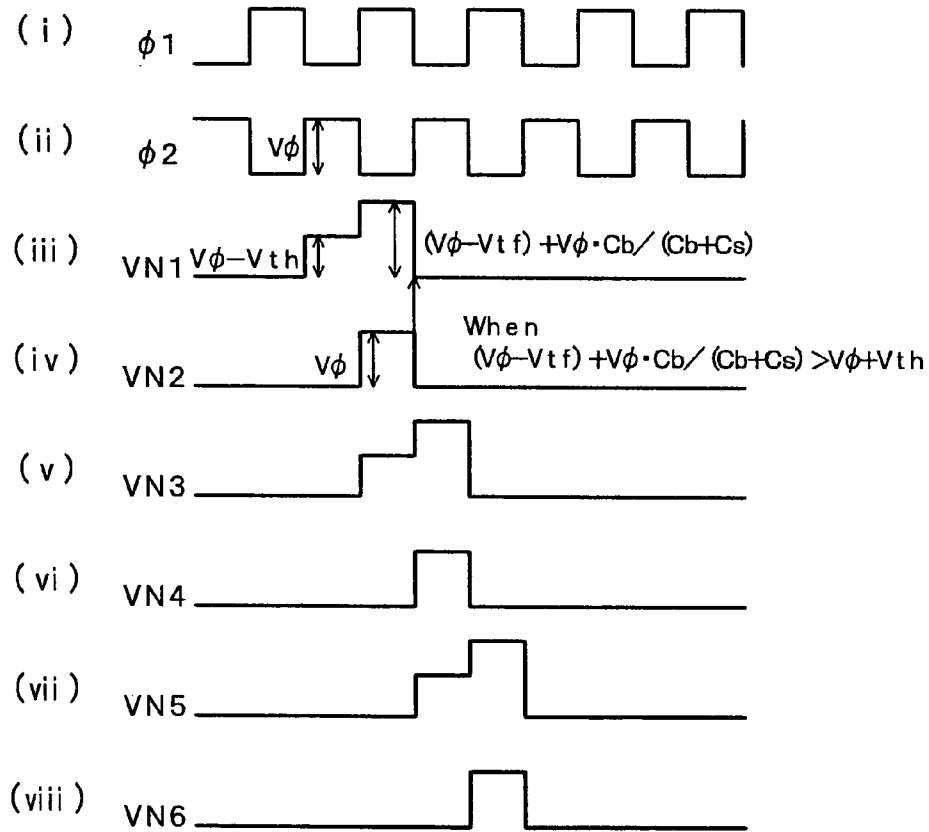 (i) φ1
(ii) φ2 Vφ
(iii) VN1 Vφ-Vth (Vφ-Vtf)+Vφ·Cb/(Cb+Cs)
(iv) VN2 Vφ When
(Vφ-Vtf)+Vφ·Cb/(Cb+Cs)>Vφ+Vth
(v) VN3
(vi) VN4
(vii) VN5
(viii) VN6